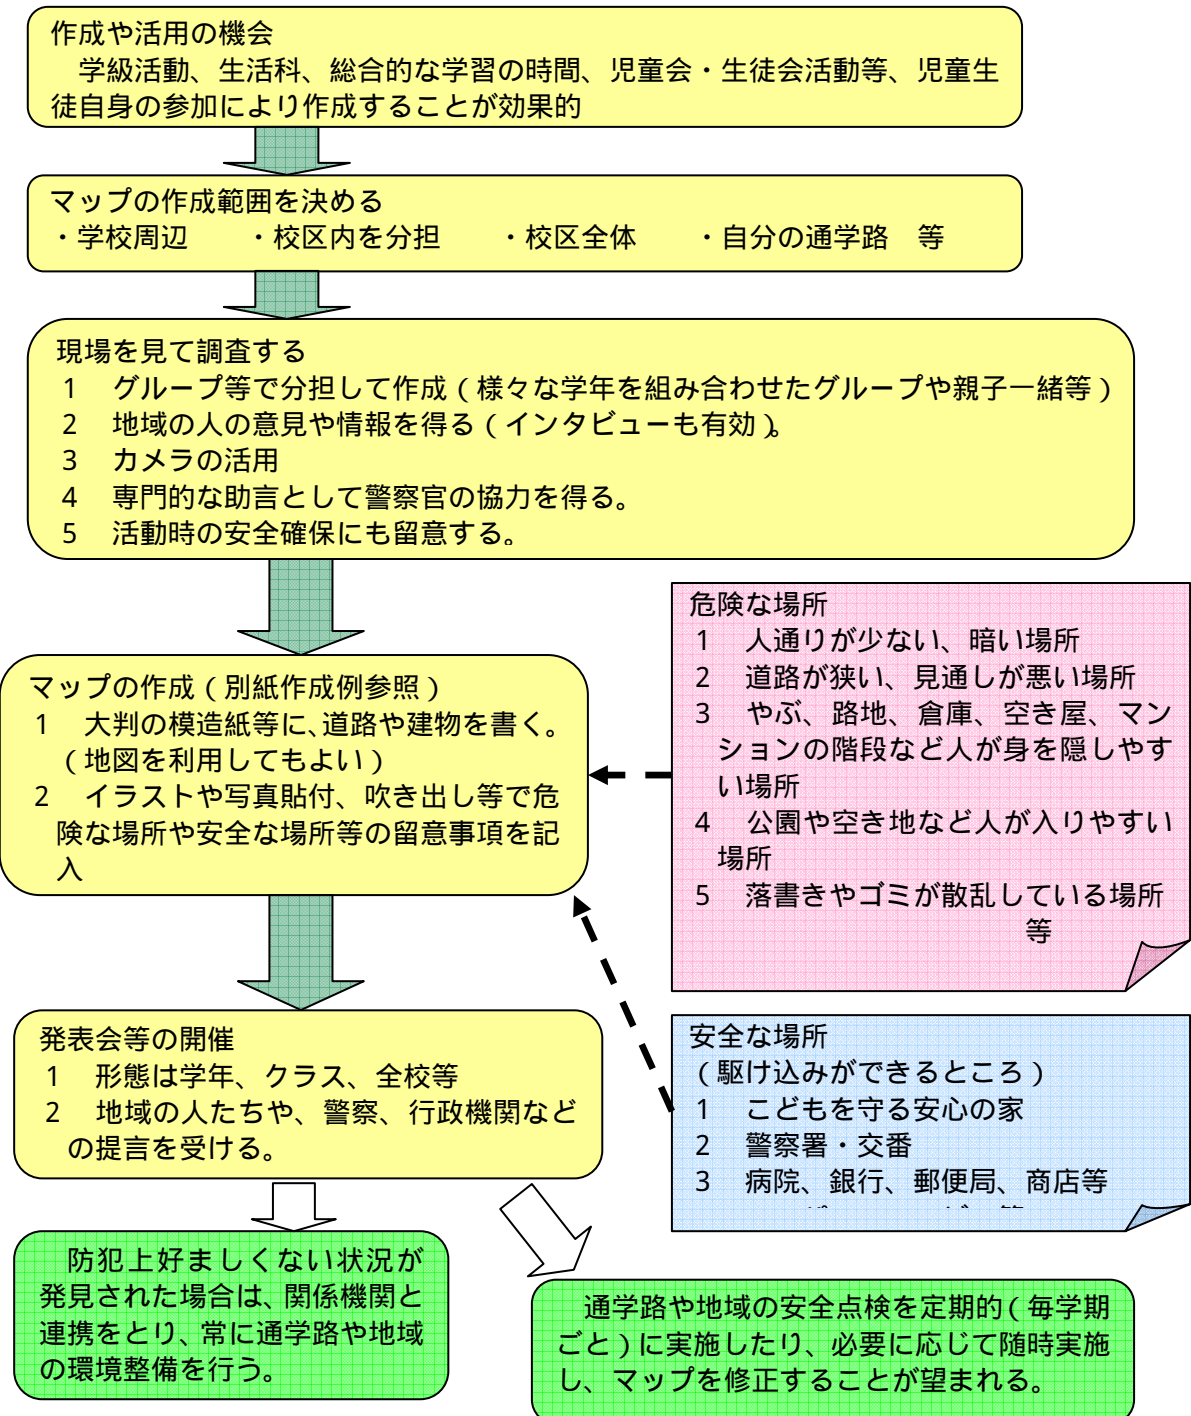 作成や活用の機会
　学級活動、生活科、総合的な学習の時間、児童会・生徒会活動等、児童生
徒自身の参加により作成することが効果的
マップの作成範囲を決める
・学校周辺　　・校区内を分担　　・校区全体　　・自分の通学路　等
現場を見て調査する
1　グループ等で分担して作成（様々な学年を組み合わせたグループや親子一緒等）
2　地域の人の意見や情報を得る（インタビューも有効）。
3　カメラの活用
4　専門的な助言として警察官の協力を得る。
5　活動時の安全確保にも留意する。
マップの作成（別紙作成例参照）
1　大判の模造紙等に、道路や建物を書く。
（地図を利用してもよい）
2　イラストや写真貼付、吹き出し等で危
険な場所や安全な場所等の留意事項を記
入
危険な場所
1　人通りが少ない、暗い場所
2　道路が狭い、見通しが悪い場所
3　やぶ、路地、倉庫、空き屋、マン
ションの階段など人が身を隠しやす
い場所
4　公園や空き地など人が入りやすい
場所
5　落書きやゴミが散乱している場所
等
発表会等の開催
1　形態は学年、クラス、全校等
2　地域の人たちや、警察、行政機関など
の提言を受ける。
安全な場所
（駆け込みができるところ）
1　こどもを守る安心の家
2　警察署・交番
3　病院、銀行、郵便局、商店等
　防犯上好ましくない状況が
発見された場合は、関係機関と
連携をとり、常に通学路や地域
の環境整備を行う。
　通学路や地域の安全点検を定期的（毎学期
ごと）に実施したり、必要に応じて随時実施
し、マップを修正することが望まれる。